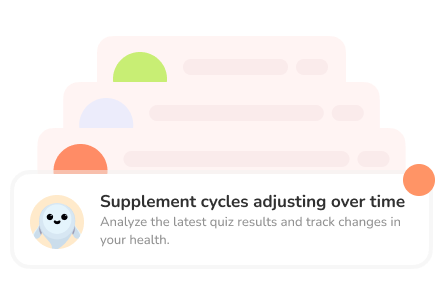 Supplement cycles adjusting over time
Analyze the latest quiz results and track changes in
your health.